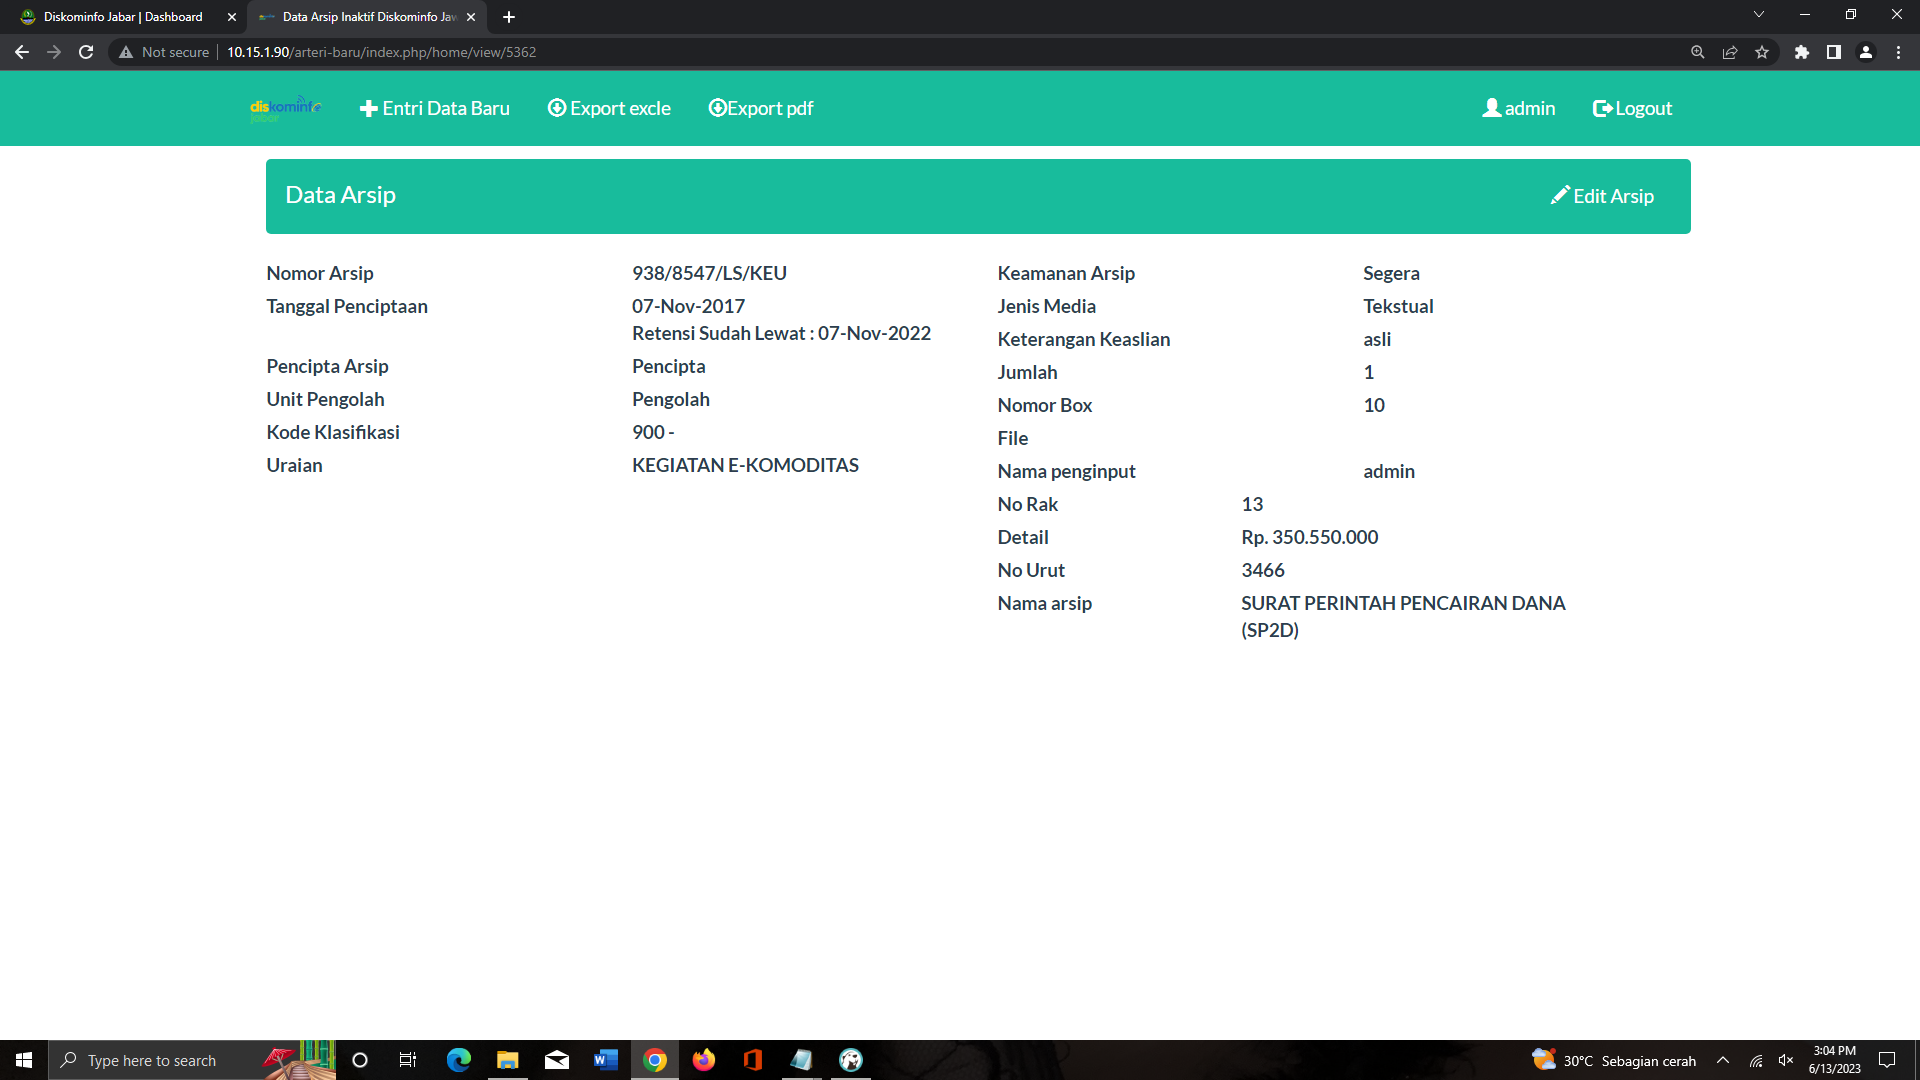 Diskominfo Jabar | Dashboard
Data Arsip Inaktif Diskominfo Jaw
Not secure
10.15.1.90/arteri-baru/index.php/home/view/5362
diskominfo
jabar
Entri Data Baru
Export excle
Export pdf
admin
Logout
Data Arsip
Edit Arsip
Nomor Arsip 938/8547/LS/KEU
Tanggal Penciptaan 07-Nov-2017
Retensi Sudah Lewat : 07-Nov-2022
Pencipta Arsip Pencipta
Unit Pengolah Pengolah
Kode Klasifikasi 900 -
Uraian KEGIATAN E-KOMODITAS
Keamanan Arsip Segera
Jenis Media Tekstual
Keterangan Keaslian asli
Jumlah 1
Nomor Box 10
File
Nama penginput admin
No Rak 13
Detail Rp. 350.550.000
No Urut 3466
Nama arsip SURAT PERINTAH PENCAIRAN DANA
(SP2D)
Type here to search
30°C Sebagian cerah
3:04 PM
6/13/2023